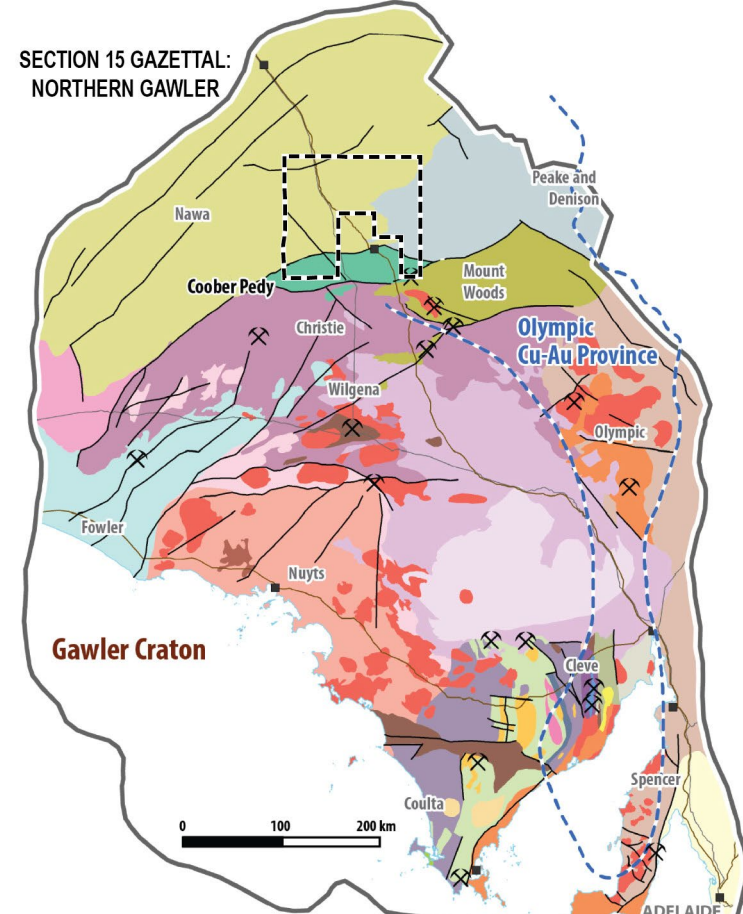 SECTION 15 GAZETTAL:
NORTHERN GAWLER
Peake and
Denison
Nawa
Coober Pedy
Mount
Woods
Christie
Olympic
Cu-Au Province
Wilgena
Olympic
Fowler
Nuyts
Gawler Craton
Cleve
Spencer
Coulta
0 100 200 km
ADELAIDE